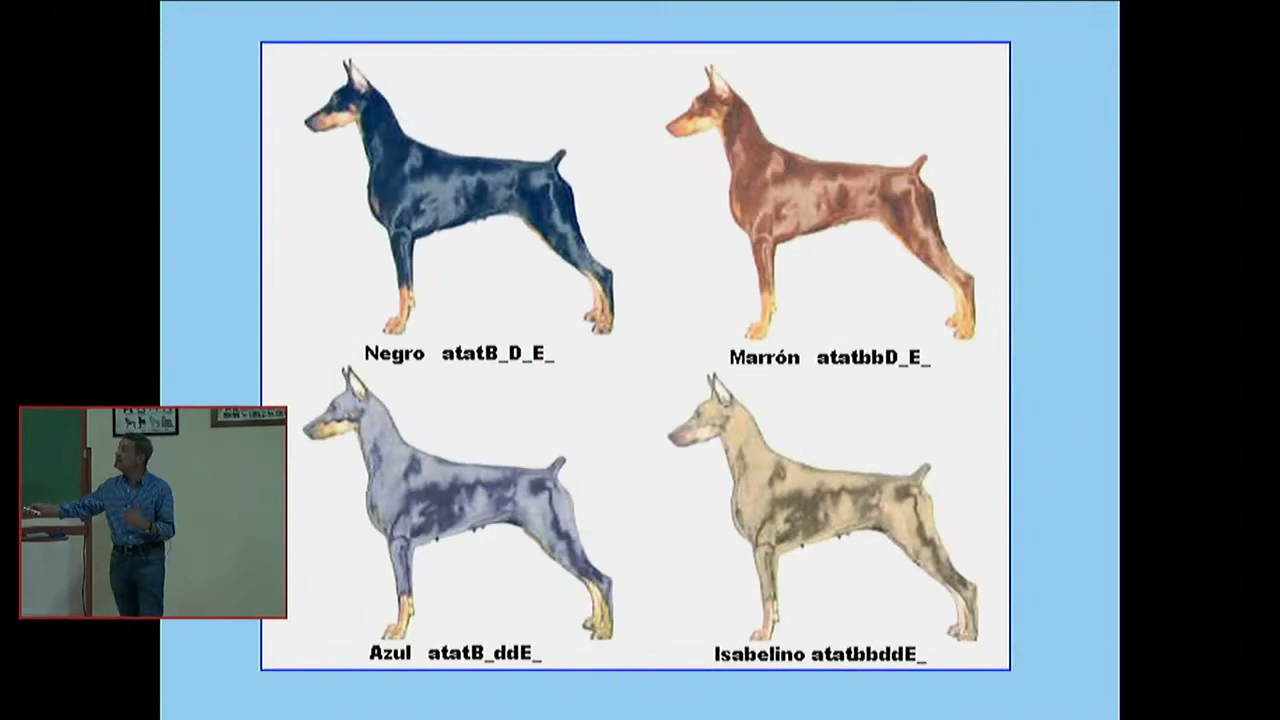 Negro atatB_D_E_
Marrón atatbbD_E_
Azul atatB_ddE_
Isabelino atatbbddE_